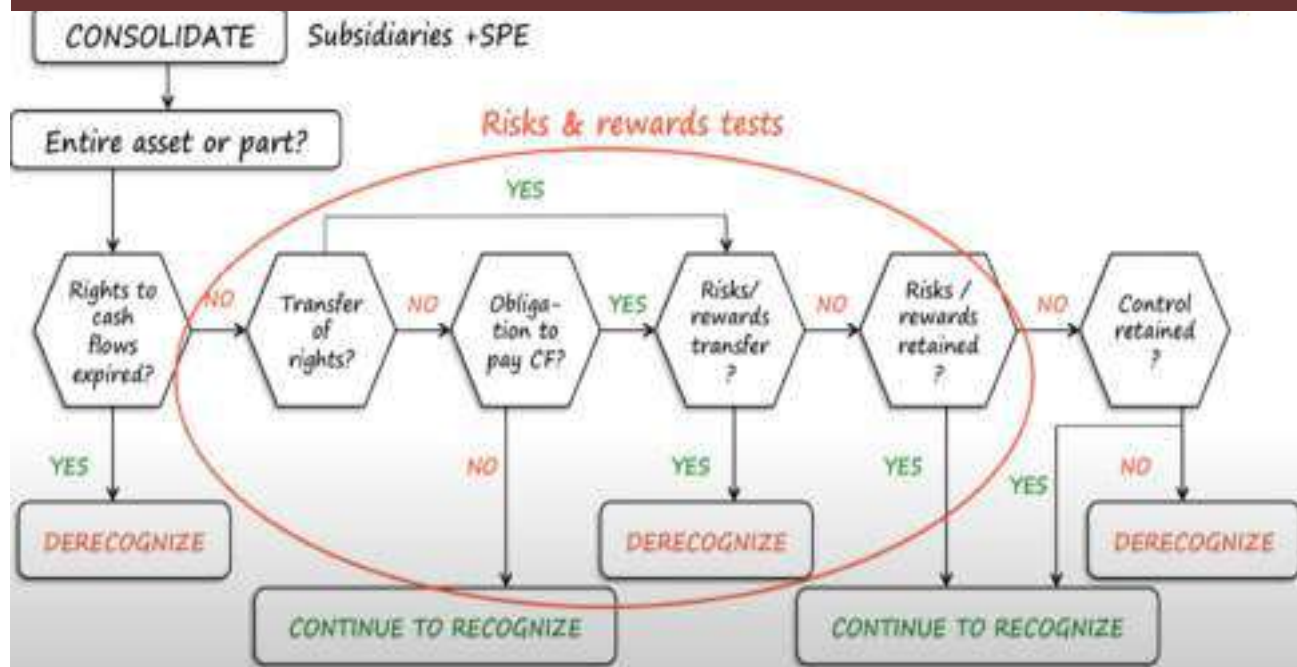 CONSOLIDATE
Subsidiaries +SPE
Entire asset or part?
Risks & rewards tests
YES
Rights to
cash
flows
expired?
NO
Transfer
of
rights?
NO
Obliga-
tion to
pay CF?
YES
Risks/
rewards
transfer
?
NO
Risks /
rewards
retained
?
NO
Control
retained
?
YES
NO
YES
YES
YES
NO
DERECOGNIZE
DERECOGNIZE
DERECOGNIZE
CONTINUE TO RECOGNIZE
CONTINUE TO RECOGNIZE